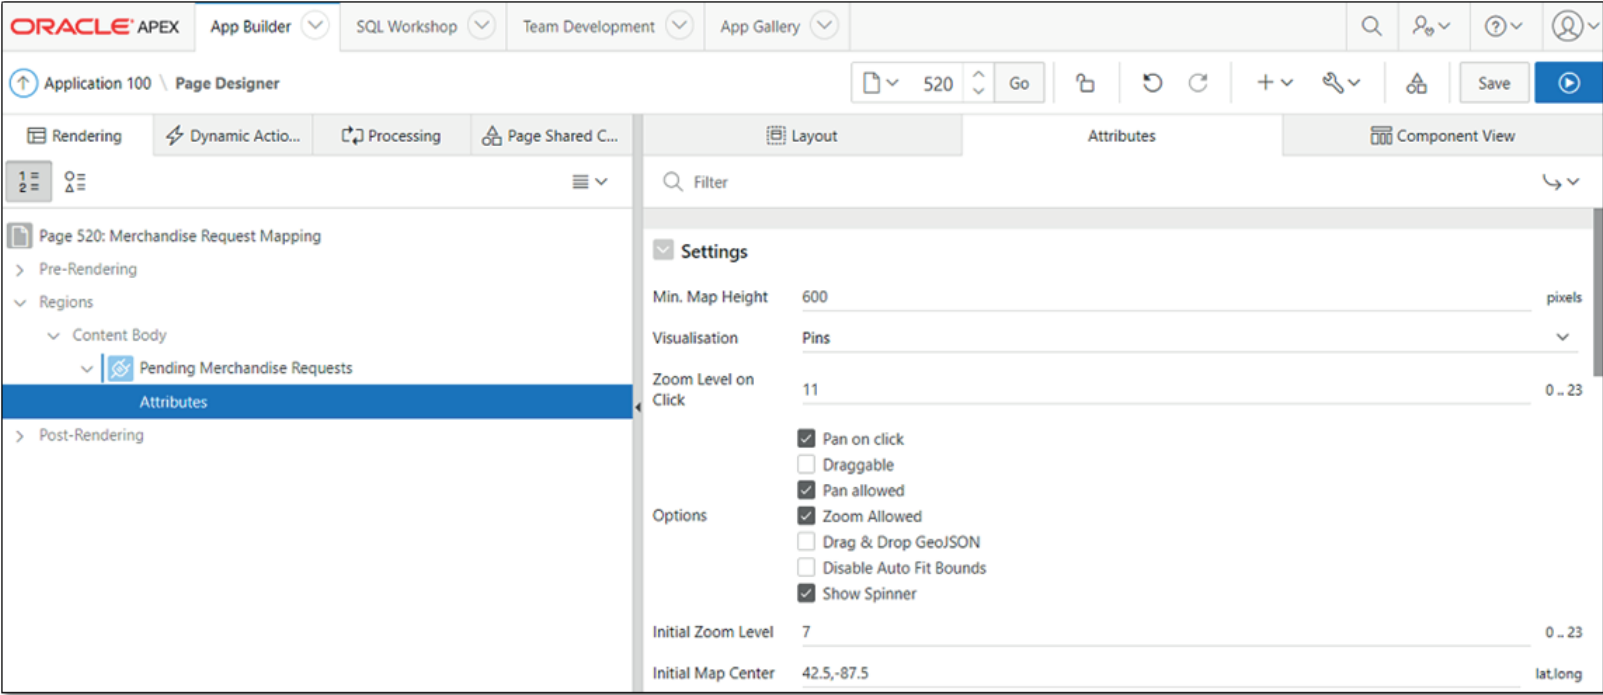 ORACLE APEX App Builder SQL Workshop Team Development App Gallery
Application 100 \ Page Designer 520 Go Save
Rendering Dynamic Actio... Processing Page Shared C... Layout Attributes Component View
Filter
Page 520: Merchandise Request Mapping
Pre-Rendering
Regions
Content Body
Pending Merchandise Requests
Attributes
Post-Rendering
Settings
Min. Map Height 600 pixels
Visualisation Pins
Zoom Level on
Click
11 0 .. 23
Options
Pan on click
Draggable
Pan allowed
Zoom Allowed
Drag & Drop GeoJSON
Disable Auto Fit Bounds
Show Spinner
Initial Zoom Level 7 0 .. 23
Initial Map Center 42.5,-87.5 lat,long